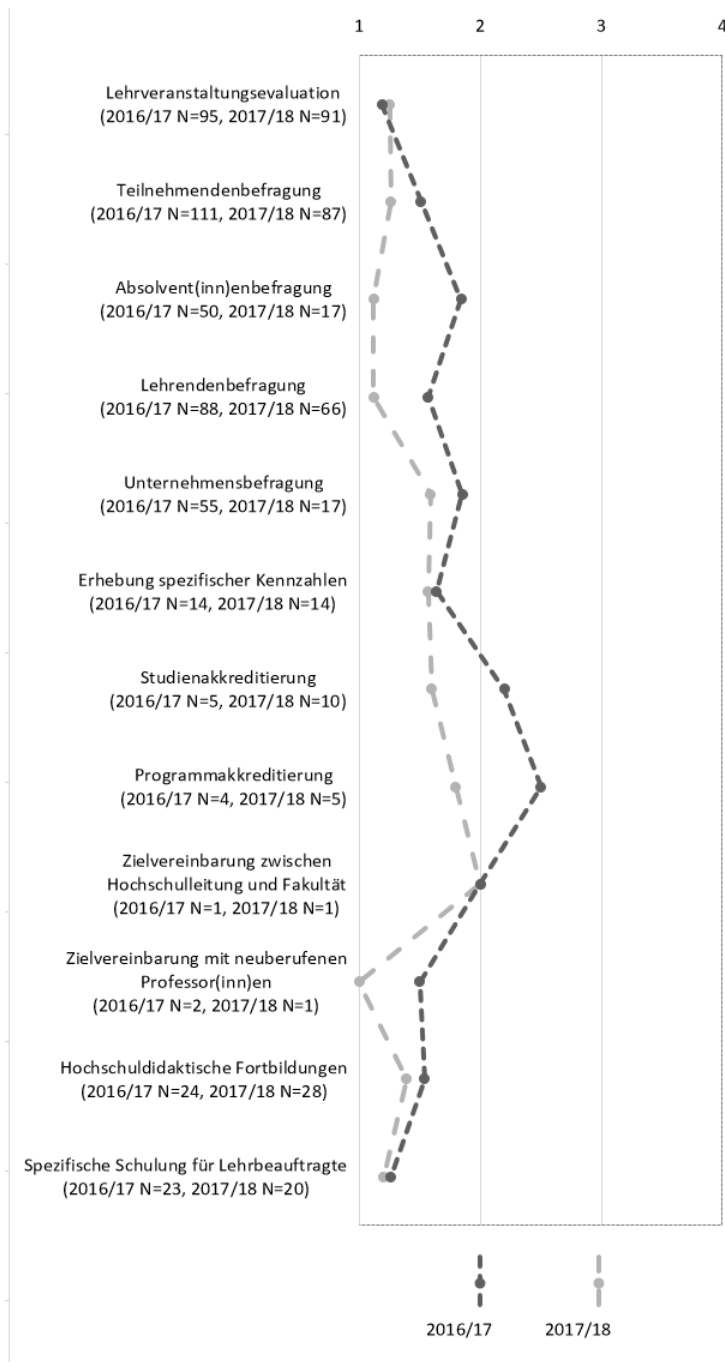 1 2 3 4
Lehrveranstaltungsevaluation
(2016/17 N=95, 2017/18 N=91)
Teilnehmendenbefragung
(2016/17 N=111, 2017/18 N=87)
Absolvent(inn)enbefragung
(2016/17 N=50, 2017/18 N=17)
Lehrendenbefragung
(2016/17 N=88, 2017/18 N=66)
Unternehmensbefragung
(2016/17 N=55, 2017/18 N=17)
Erhebung spezifischer Kennzahlen
(2016/17 N=14, 2017/18 N=14)
Studienakkreditierung
(2016/17 N=5, 2017/18 N=10)
Programmakkreditierung
(2016/17 N=4, 2017/18 N=5)
Zielvereinbarung zwischen
Hochschulleitung und Fakultät
(2016/17 N=1, 2017/18 N=1)
Zielvereinbarung mit neuberufenen
Professor(inn)en
(2016/17 N=2, 2017/18 N=1)
Hochschuldidaktische Fortbildungen
(2016/17 N=24, 2017/18 N=28)
Spezifische Schulung für Lehrbeauftragte
(2016/17 N=23, 2017/18 N=20)
2016/17 2017/18